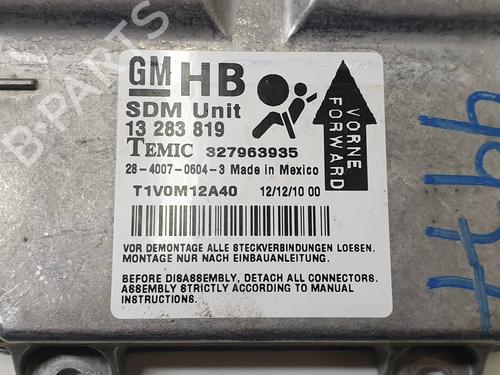 GM HB
SDM Unit
13 283 819
TEMIC 327963935
28-4007-0604-3 Made in Mexico
T1V0M12A40 12/12/10 00
VORNE
FORWARD
VOR DEMONTAGE ALLE STECKVERBINDUNGEN LOESEN.
MONTAGE NUR NACH EINBAUANLEITUNG.
BEFORE DISASSEMBLY, DETACH ALL CONNECTORS.
ASSEMBLY STRICTLY ACCORDING TO MANUAL
INSTRUCTIONS.
B-PARTS